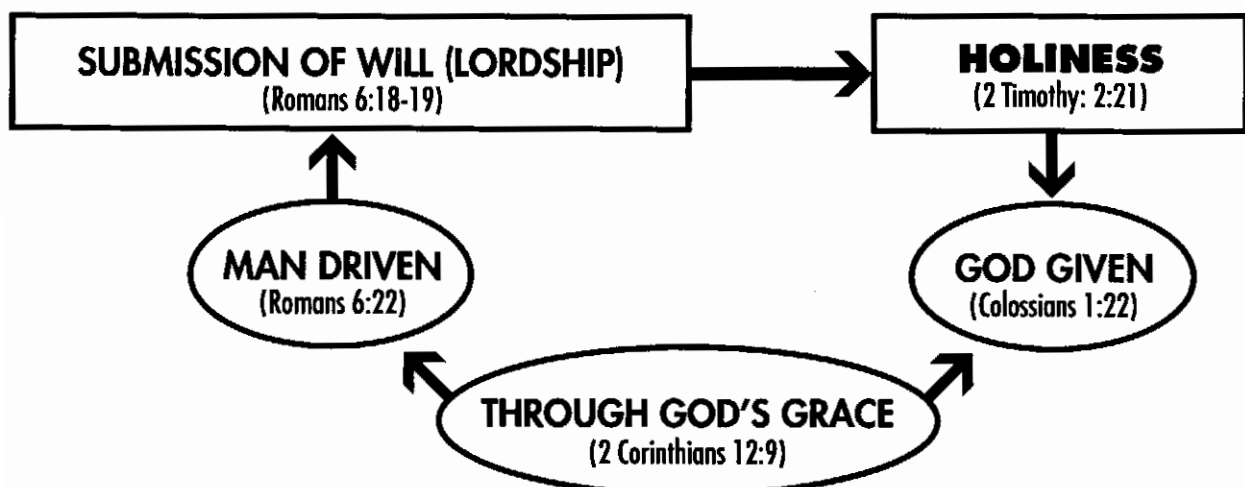 SUBMISSION OF WILL (LORDSHIP)
(Romans 6:18-19)
HOLINESS
(2 Timothy: 2:21)
MAN DRIVEN
(Romans 6:22)
GOD GIVEN
(Colossians 1:22)
THROUGH GOD'S GRACE
(2 Corinthians 12:9)